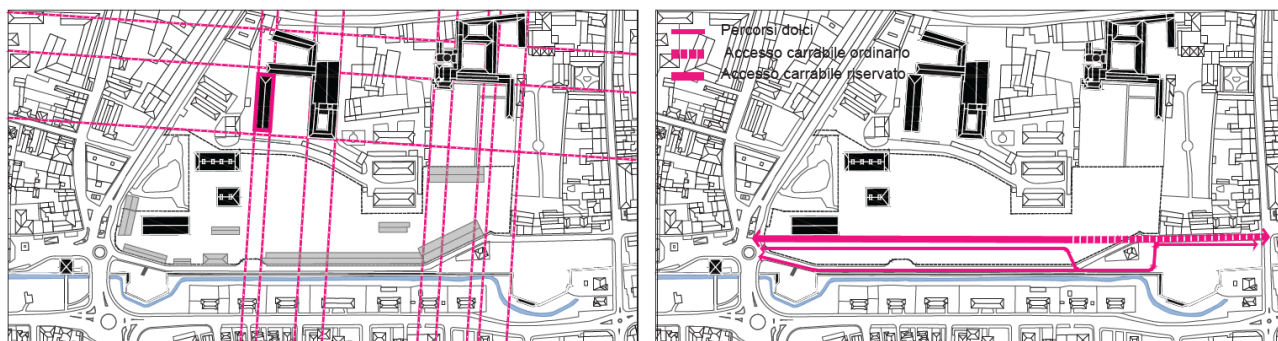 Percorsi dolci
Accesso carrabile ordinario
Accesso carrabile riservato